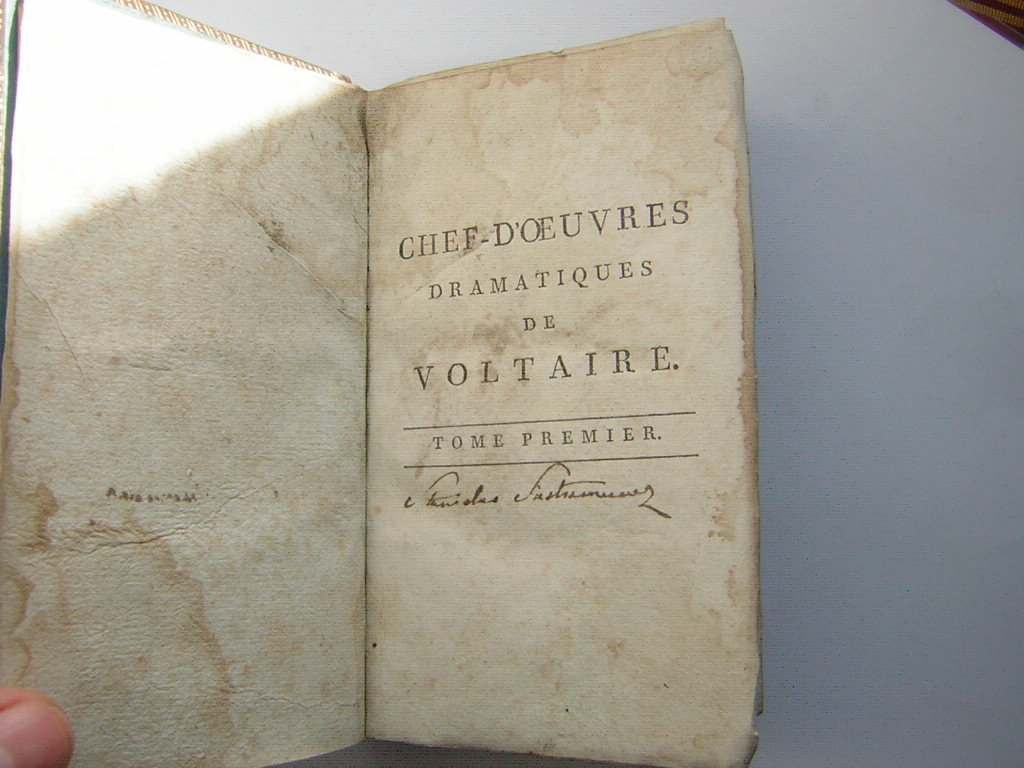 CHEF-D'ŒUVRES
DRAMATIQUES
DE
VOLTAIRE.
TOME PREMIER.